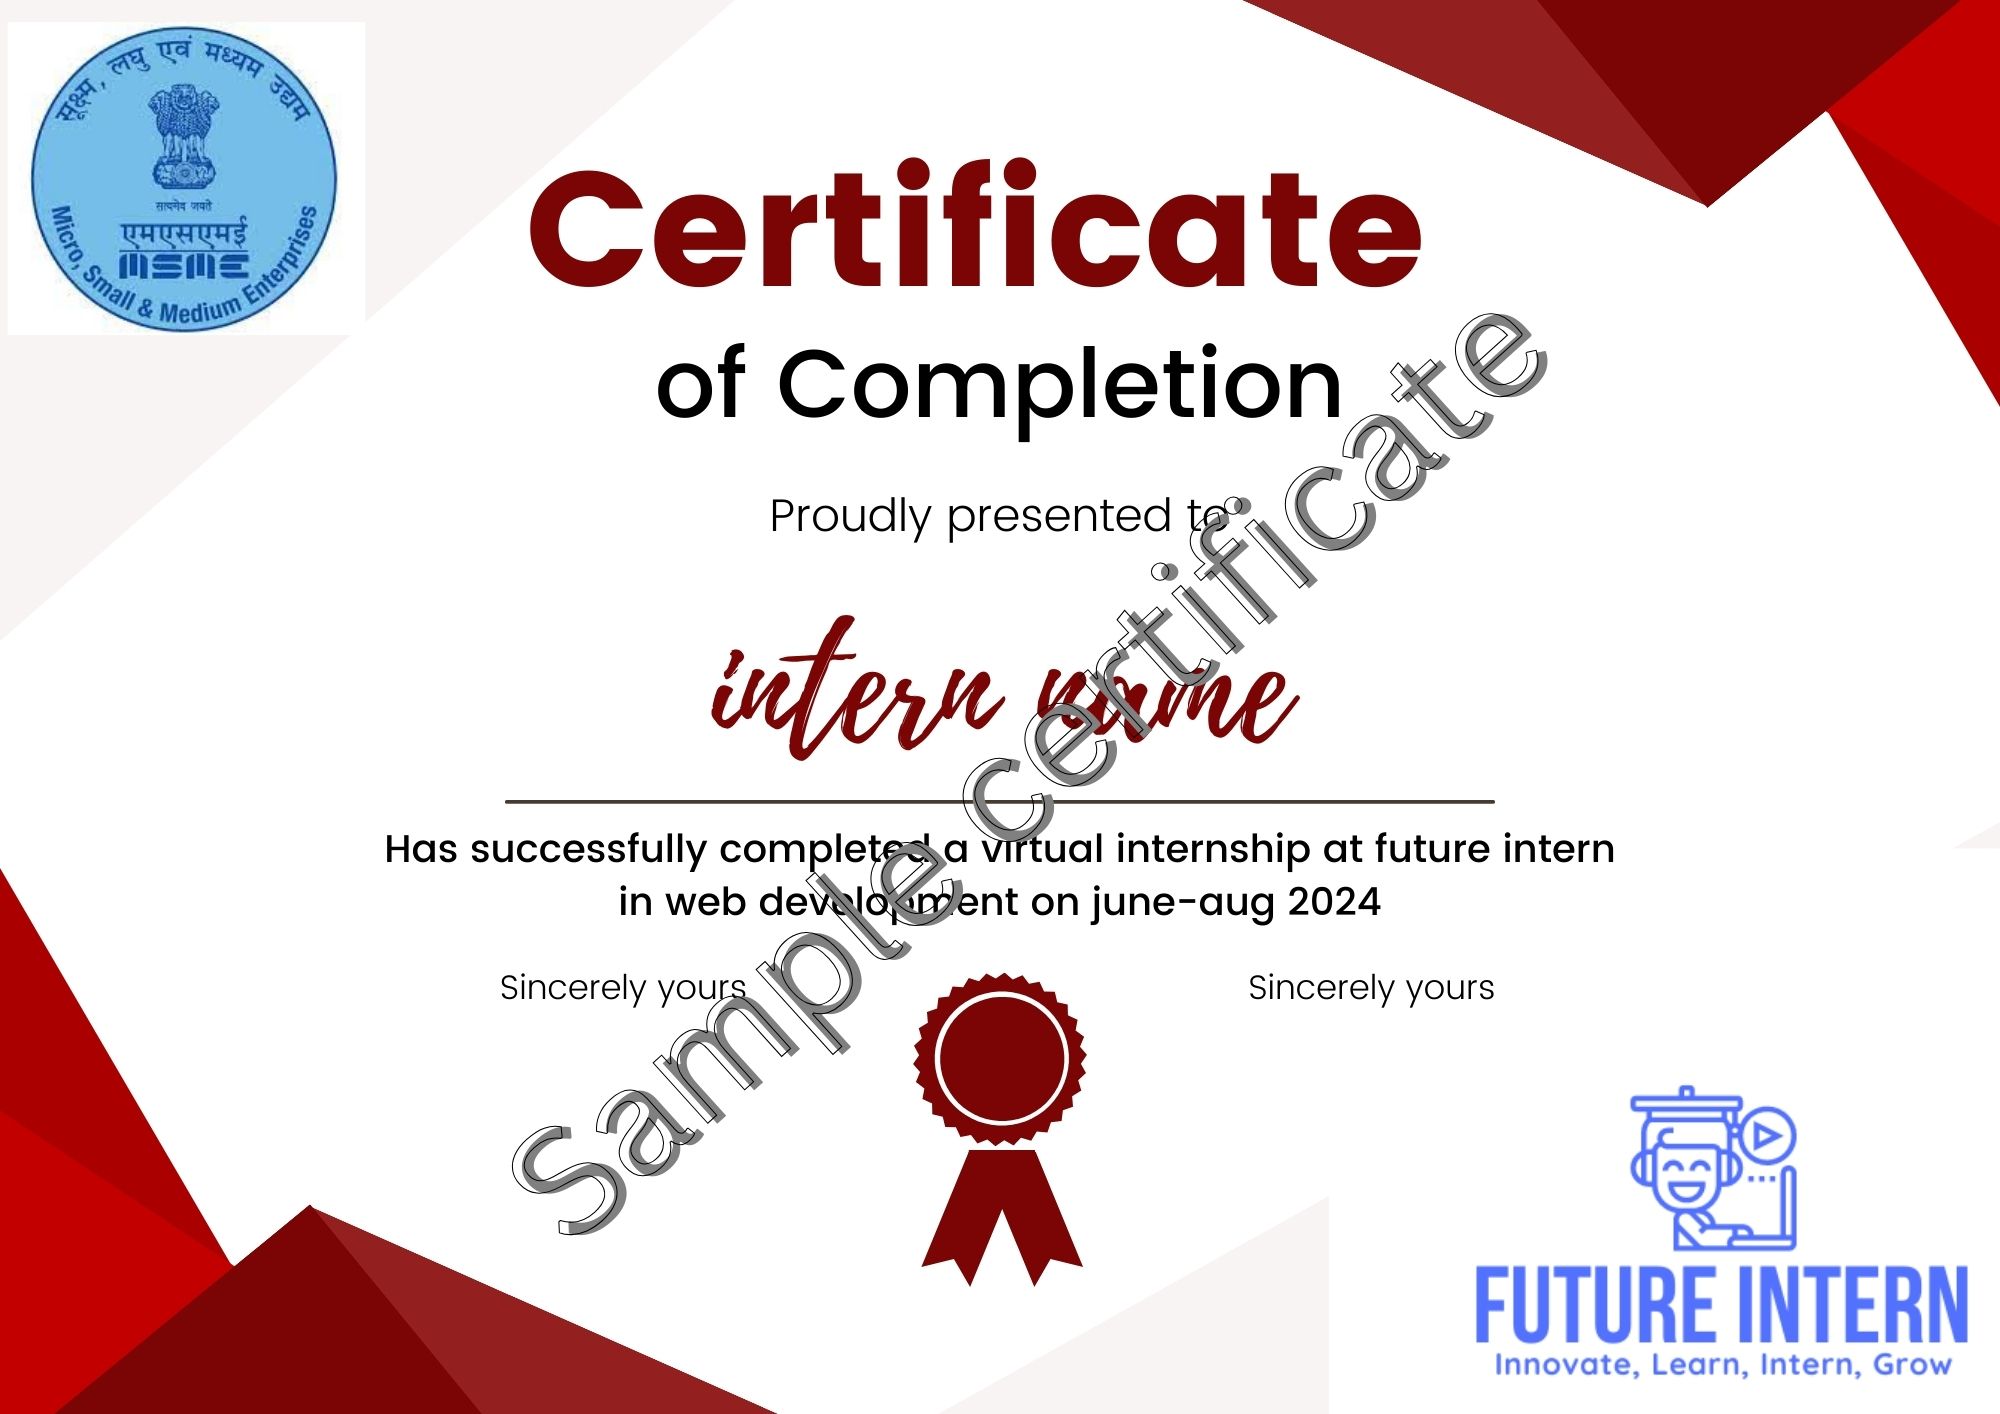 सूक्ष्म, लघु एवं मध्यम उद्यम
सत्यमेव जयते
एमएसएमई
MSME
Micro, Small & Medium Enterprises
Certificate
of Completion
Proudly presented to
intern name
Has successfully completed a virtual internship at future intern
in web development on june-aug 2024
Sincerely yours
Sincerely yours
Sample certificate
FUTURE INTERN
Innovate, Learn, Intern, Grow